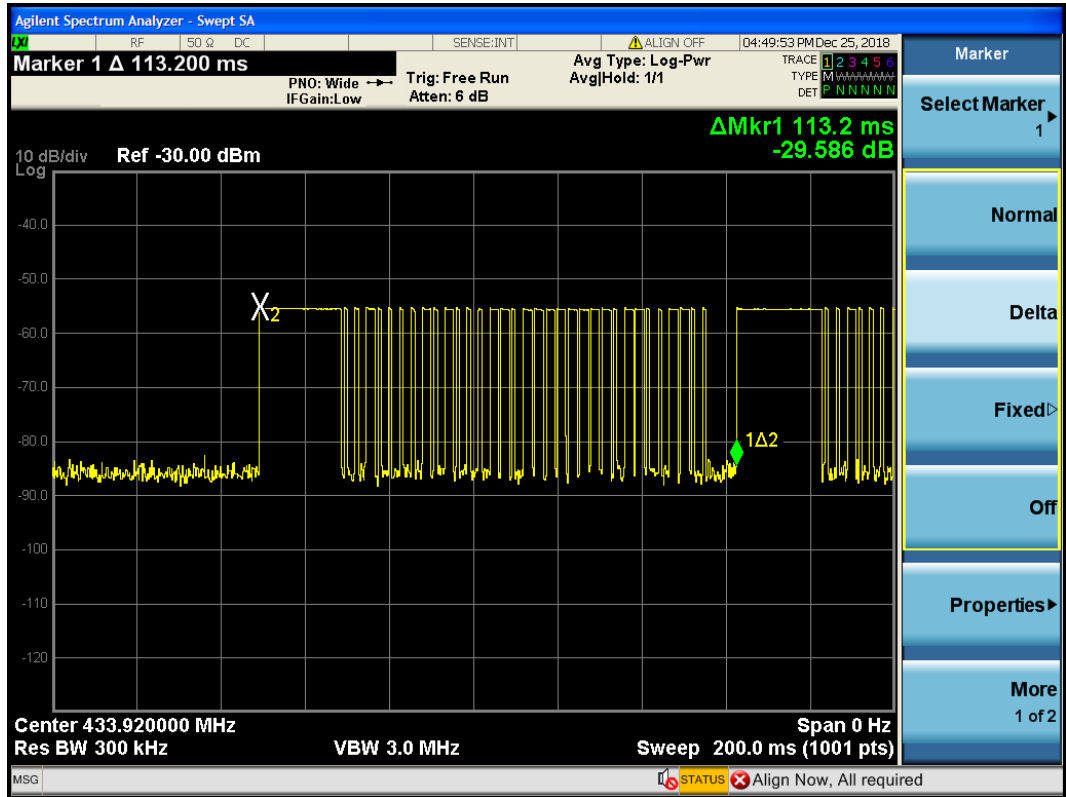 Agilent Spectrum Analyzer - Swept SA
LXI RF 50 Ω DC SENSE:INT ALIGN OFF 04:49:53 PM Dec 25, 2018
Marker 1 Δ 113.200 ms
PNO: Wide
IFGain:Low
Trig: Free Run
Atten: 6 dB
Avg Type: Log-Pwr
Avg|Hold: 1/1
TRACE 1 2 3 4 5 6
TYPE M WWWWW
DET P N N N N N
ΔMkr1 113.2 ms
-29.586 dB
10 dB/div Ref -30.00 dBm
Log
-40.0
-50.0
-60.0
-70.0
-80.0
-90.0
-100
-110
-120
X2
1Δ2
Center 433.920000 MHz Span 0 Hz
Res BW 300 kHz VBW 3.0 MHz Sweep 200.0 ms (1001 pts)
MSG STATUS Align Now, All required
Marker
Select Marker
1
Normal
Delta
Fixed
Off
Properties
More
1 of 2